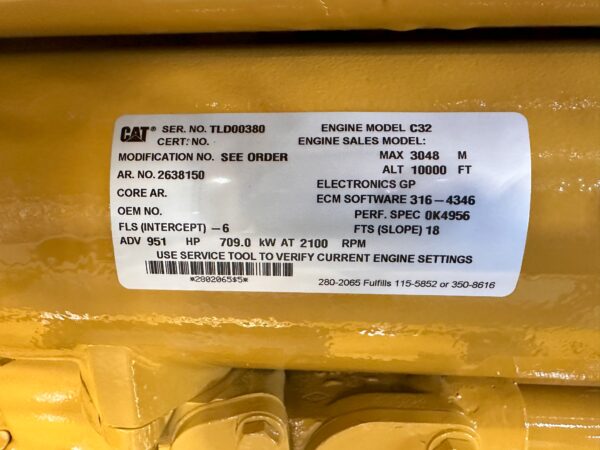 CAT® SER. NO. TLD00380 ENGINE MODEL C32
CERT. NO. ENGINE SALES MODEL:
MODIFICATION NO. SEE ORDER MAX 3048 M
AR. NO. 2638150 ALT 10000 FT
CORE AR. ELECTRONICS GP
OEM NO. ECM SOFTWARE 316-4346
FLS (INTERCEPT) -6 PERF. SPEC 0K4956
ADV 951 HP 709.0 kW AT 2100 RPM FTS (SLOPE) 18
USE SERVICE TOOL TO VERIFY CURRENT ENGINE SETTINGS
*2802065$5*
280-2065 Fulfills 115-5852 or 350-8616